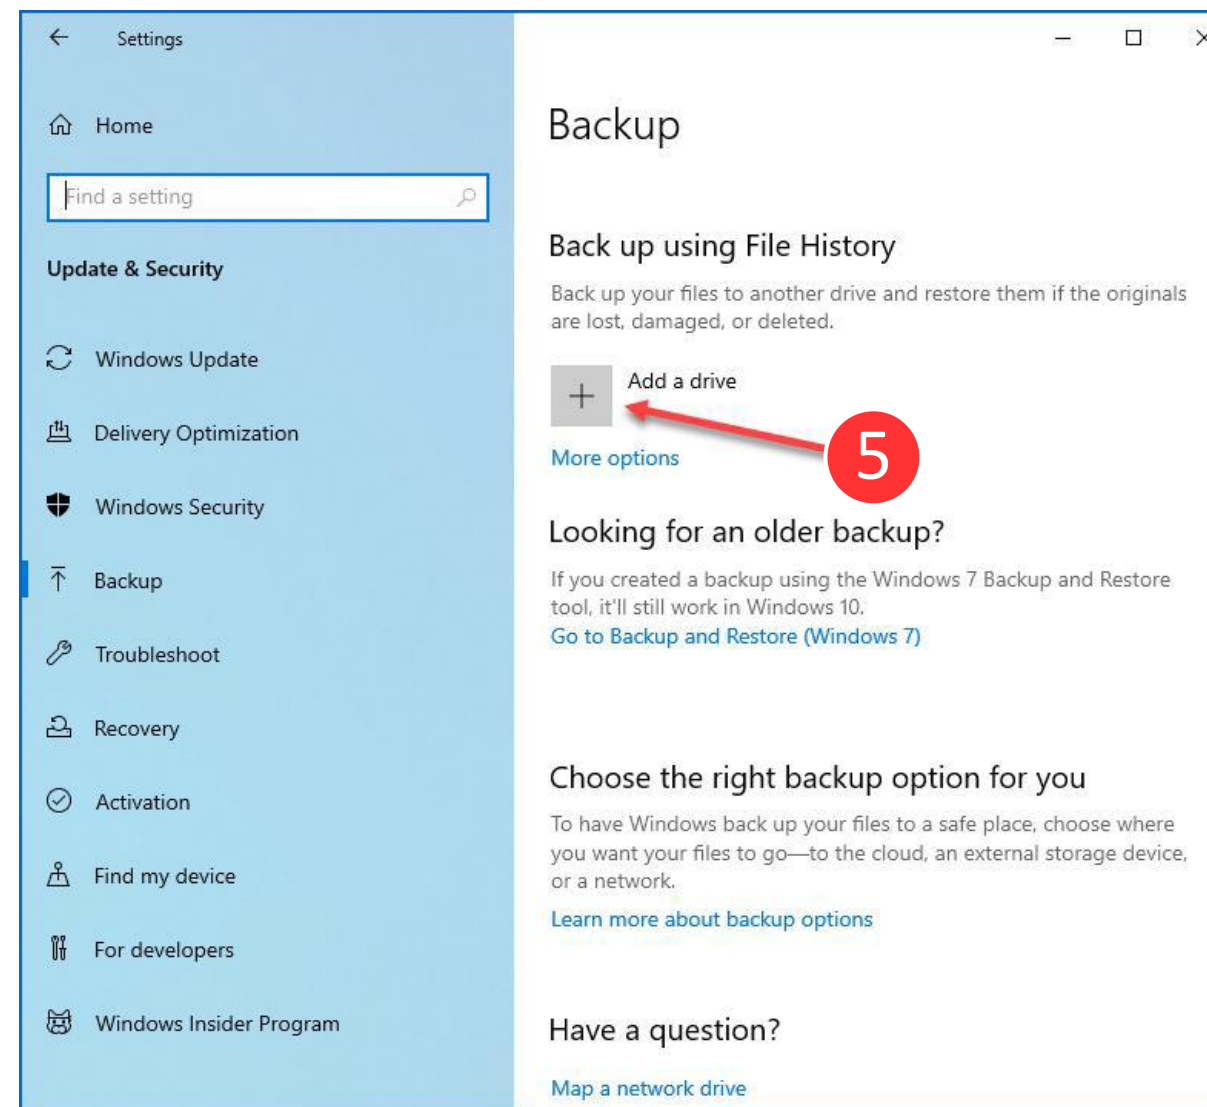 Settings
Home
Find a setting
Update & Security
Windows Update
Delivery Optimization
Windows Security
Backup
Troubleshoot
Recovery
Activation
Find my device
For developers
Windows Insider Program
Backup
Back up using File History
Back up your files to another drive and restore them if the originals
are lost, damaged, or deleted.
Add a drive
5
More options
Looking for an older backup?
If you created a backup using the Windows 7 Backup and Restore
tool, it'll still work in Windows 10.
Go to Backup and Restore (Windows 7)
Choose the right backup option for you
To have Windows back up your files to a safe place, choose where
you want your files to go—to the cloud, an external storage device,
or a network.
Learn more about backup options
Have a question?
Map a network drive